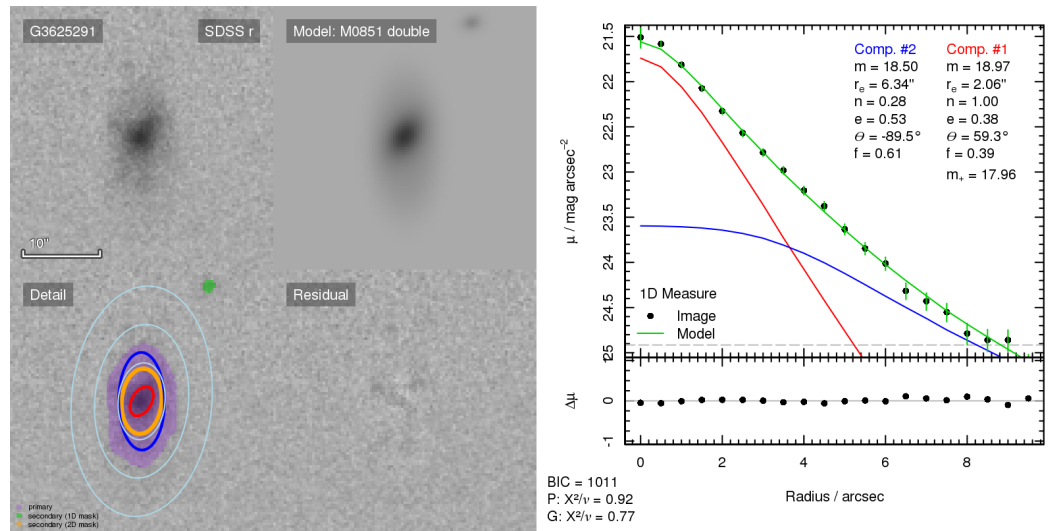 G3625291
SDSS r
Model: M0851 double
10"
Detail
Residual
primary
secondary (1D mask)
secondary (2D mask)
21.5
22
22.5
23
23.5
24
24.5
25
μ / mag arcsec⁻²
Comp. #2
m = 18.50
rₑ = 6.34"
n = 0.28
e = 0.53
Θ = -89.5°
f = 0.61
Comp. #1
m = 18.97
rₑ = 2.06"
n = 1.00
e = 0.38
Θ = 59.3°
f = 0.39
m₊ = 17.96
1D Measure
Image
Model
Δμ
0
-1
0
2
4
6
8
Radius / arcsec
BIC = 1011
P: X²/ν = 0.92
G: X²/ν = 0.77